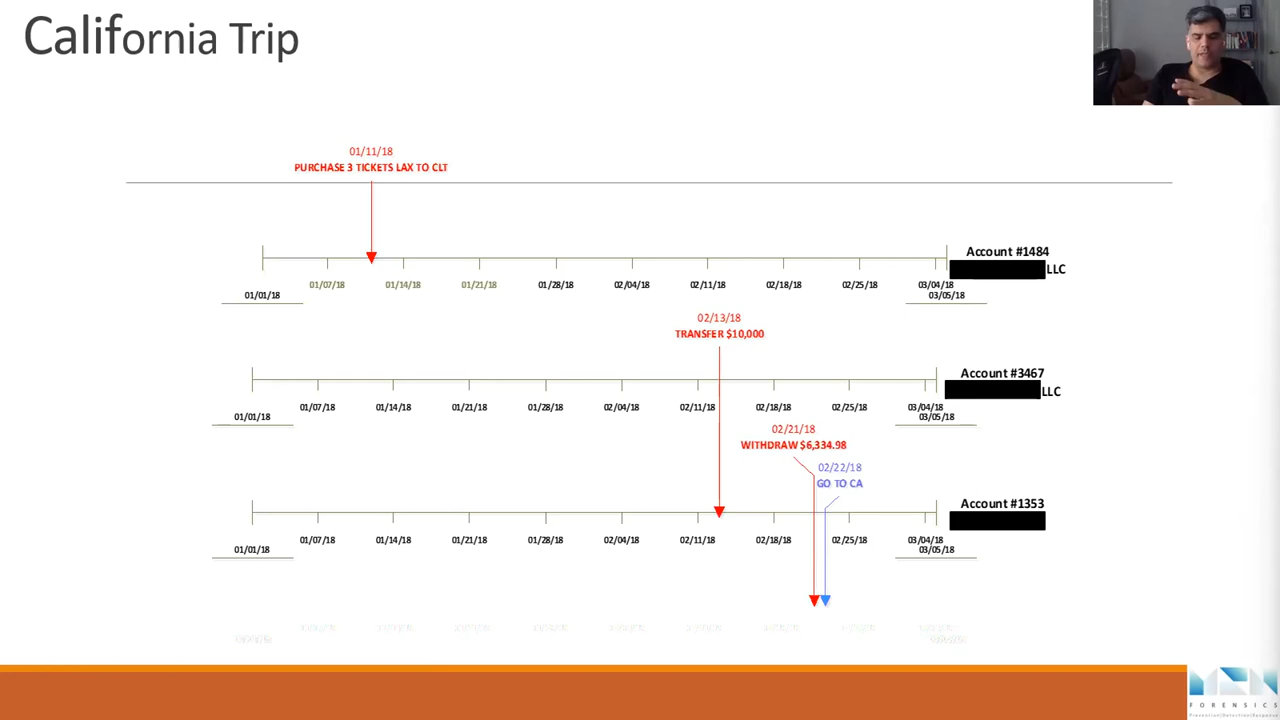 California Trip
01/11/18
PURCHASE 3 TICKETS LAX TO CLT
Account #1484
LLC
01/07/18 01/14/18 01/21/18 01/28/18 02/04/18 02/11/18 02/18/18 02/25/18 03/04/18
01/01/18 03/05/18
02/13/18
TRANSFER $10,000
Account #3467
LLC
01/07/18 01/14/18 01/21/18 01/28/18 02/04/18 02/11/18 02/18/18 02/25/18 03/04/18
01/01/18 03/05/18
02/21/18
WITHDRAW $6,334.98
02/22/18
GO TO CA
Account #1353
01/07/18 01/14/18 01/21/18 01/28/18 02/04/18 02/11/18 02/18/18 02/25/18 03/04/18
01/01/18 03/05/18
FORENSICS
Prevention|Detection|Response